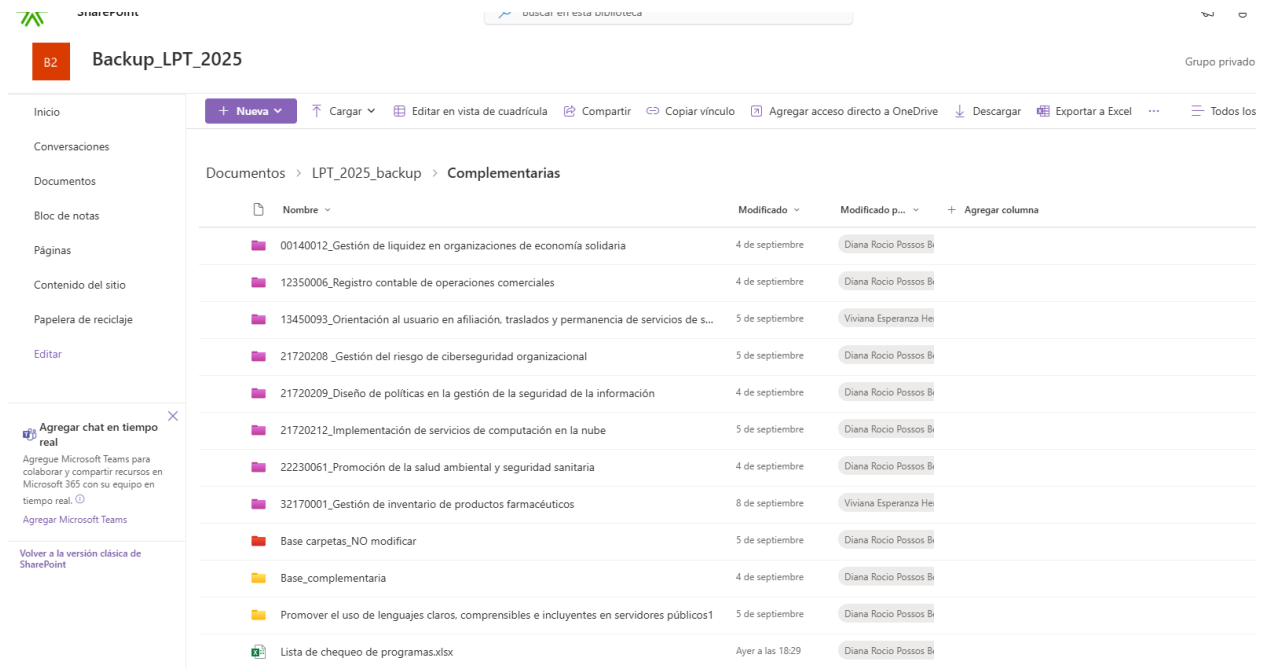 SharePoint
Buscar en esta biblioteca
B2
Backup_LPT_2025
Grupo privado
Inicio
Conversaciones
Documentos
Bloc de notas
Páginas
Contenido del sitio
Papelera de reciclaje
Editar
Agregar chat en tiempo
real
Agregue Microsoft Teams para
colaborar y compartir recursos en
Microsoft 365 con su equipo en
tiempo real.
Agregar Microsoft Teams
Volver a la versión clásica de
SharePoint
+ Nueva Cargar Editar en vista de cuadrícula Compartir Copiar vínculo Agregar acceso directo a OneDrive Descargar Exportar a Excel ... Todos los
Documentos > LPT_2025_backup > Complementarias
Nombre Modificado Modificado p... + Agregar columna
00140012_Gestión de liquidez en organizaciones de economía solidaria 4 de septiembre Diana Rocio Possos Be
12350006_Registro contable de operaciones comerciales 4 de septiembre Diana Rocio Possos Be
13450093_Orientación al usuario en afiliación, traslados y permanencia de servicios de s... 5 de septiembre Viviana Esperanza Her
21720208 _Gestión del riesgo de ciberseguridad organizacional 5 de septiembre Diana Rocio Possos Be
21720209_Diseño de políticas en la gestión de la seguridad de la información 4 de septiembre Diana Rocio Possos Be
21720212_Implementación de servicios de computación en la nube 5 de septiembre Diana Rocio Possos Be
22230061_Promoción de la salud ambiental y seguridad sanitaria 4 de septiembre Diana Rocio Possos Be
32170001_Gestión de inventario de productos farmacéuticos 8 de septiembre Viviana Esperanza Her
Base carpetas_NO modificar 5 de septiembre Diana Rocio Possos Be
Base_complementaria 4 de septiembre Diana Rocio Possos Be
Promover el uso de lenguajes claros, comprensibles e incluyentes en servidores públicos1 5 de septiembre Diana Rocio Possos Be
Lista de chequeo de programas.xlsx Ayer a las 18:29 Diana Rocio Possos Be